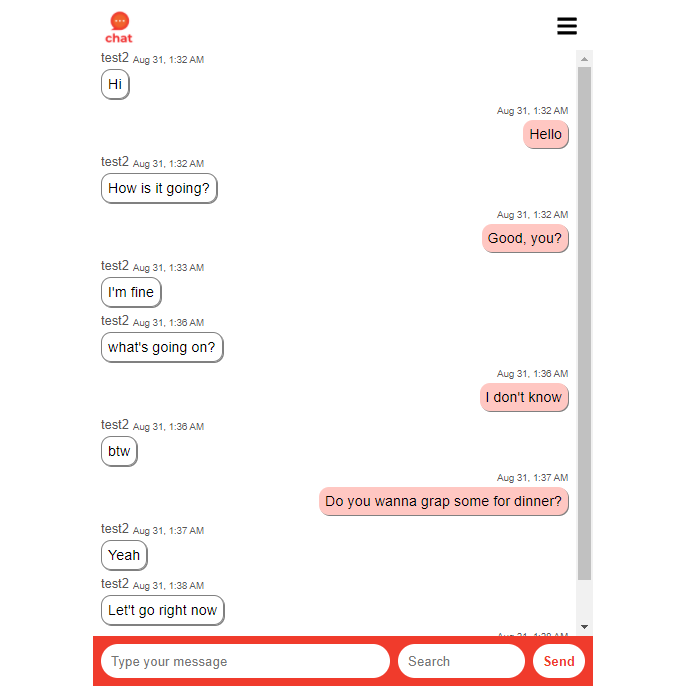 chat
test2 Aug 31, 1:32 AM
Hi
Aug 31, 1:32 AM
Hello
test2 Aug 31, 1:32 AM
How is it going?
Aug 31, 1:32 AM
Good, you?
test2 Aug 31, 1:33 AM
I'm fine
test2 Aug 31, 1:36 AM
what's going on?
Aug 31, 1:36 AM
I don't know
test2 Aug 31, 1:36 AM
btw
Aug 31, 1:37 AM
Do you wanna grap some for dinner?
test2 Aug 31, 1:37 AM
Yeah
test2 Aug 31, 1:38 AM
Let't go right now
Type your message Search Send